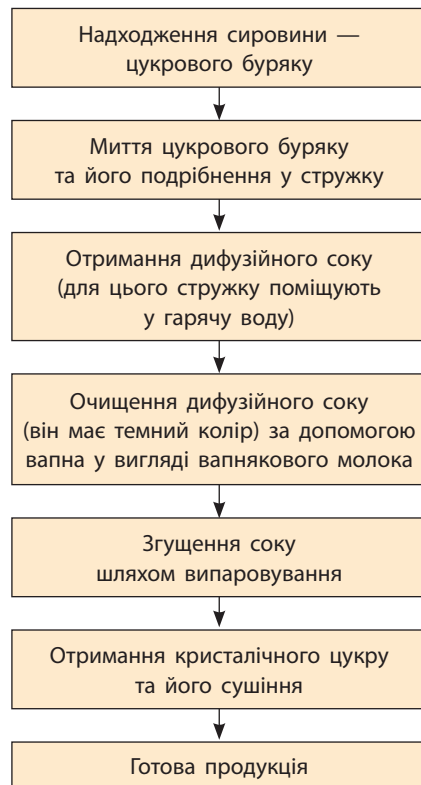 Надходження сировини —
цукрового буряку
Миття цукрового буряку
та його подрібнення у стружку
Отримання дифузійного соку
(для цього стружку поміщують
у гарячу воду)
Очищення дифузійного соку
(він має темний колір) за допомогою
вапна у вигляді вапнякового молока
Згущення соку
шляхом випаровування
Отримання кристалічного цукру
та його сушіння
Готова продукція